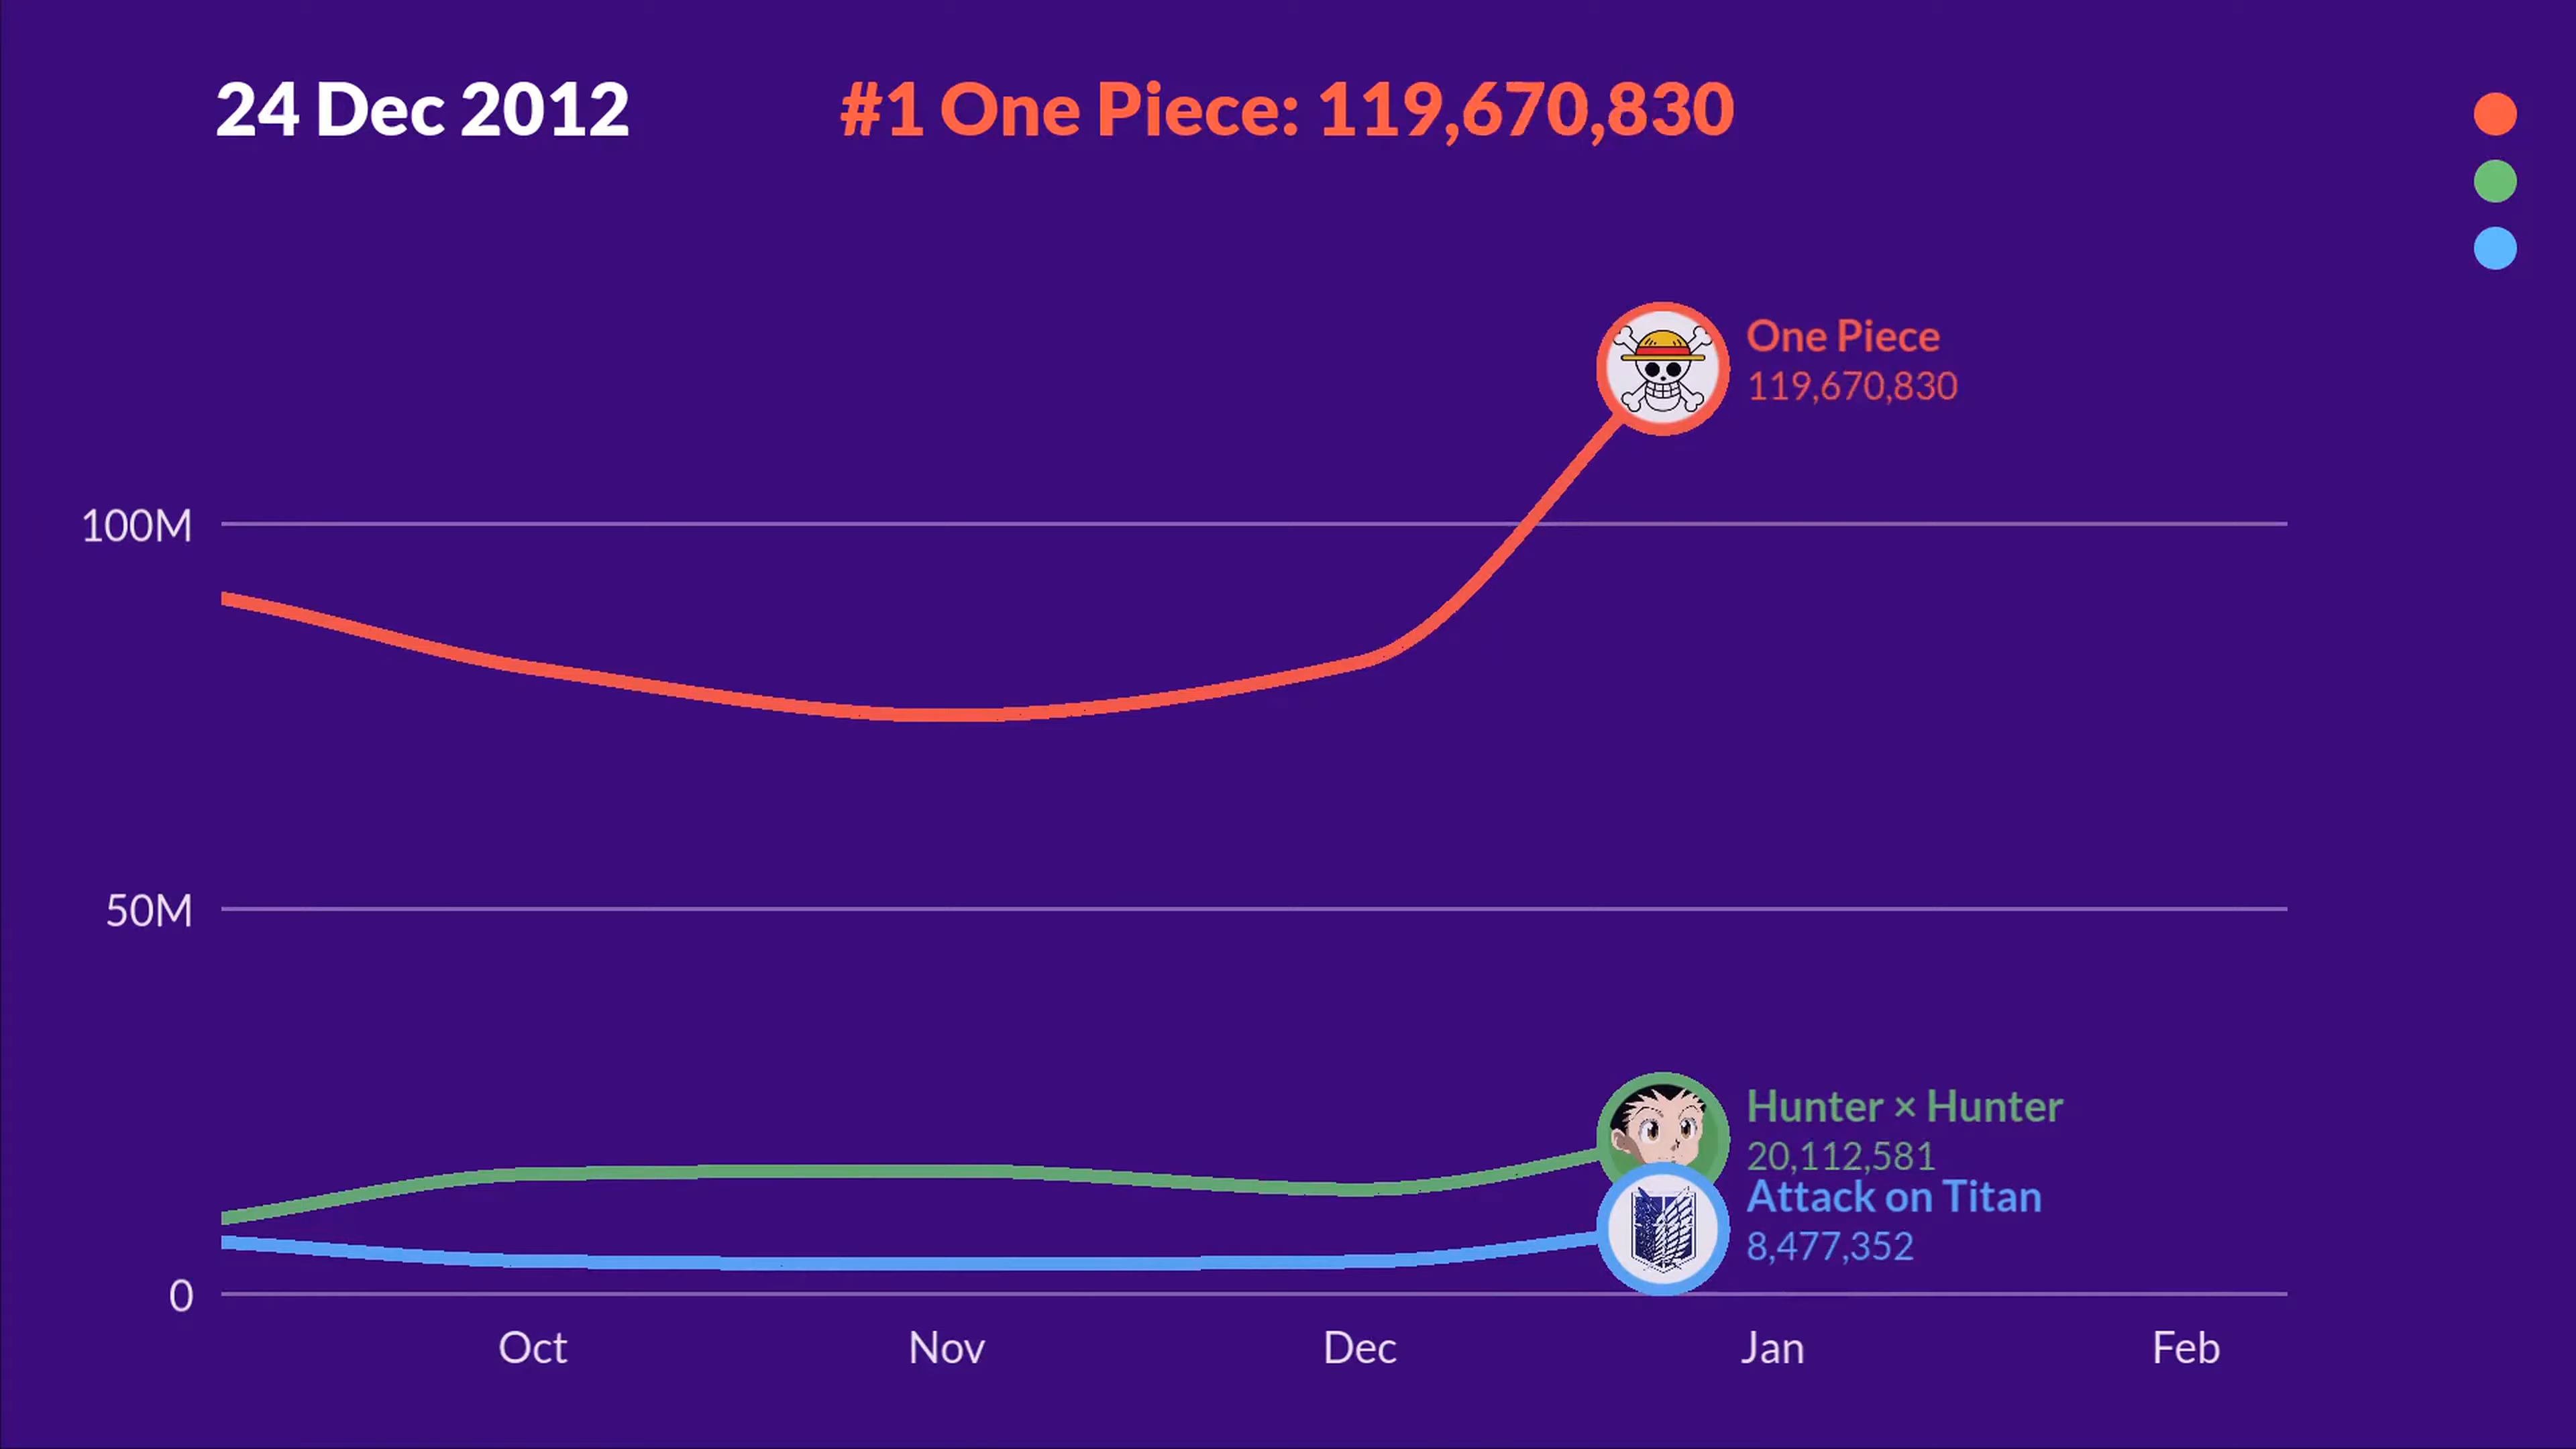 24 Dec 2012
#1 One Piece: 119,670,830
One Piece
119,670,830
100M
50M
Hunter × Hunter
20,112,581
Attack on Titan
8,477,352
0
Oct Nov Dec Jan Feb